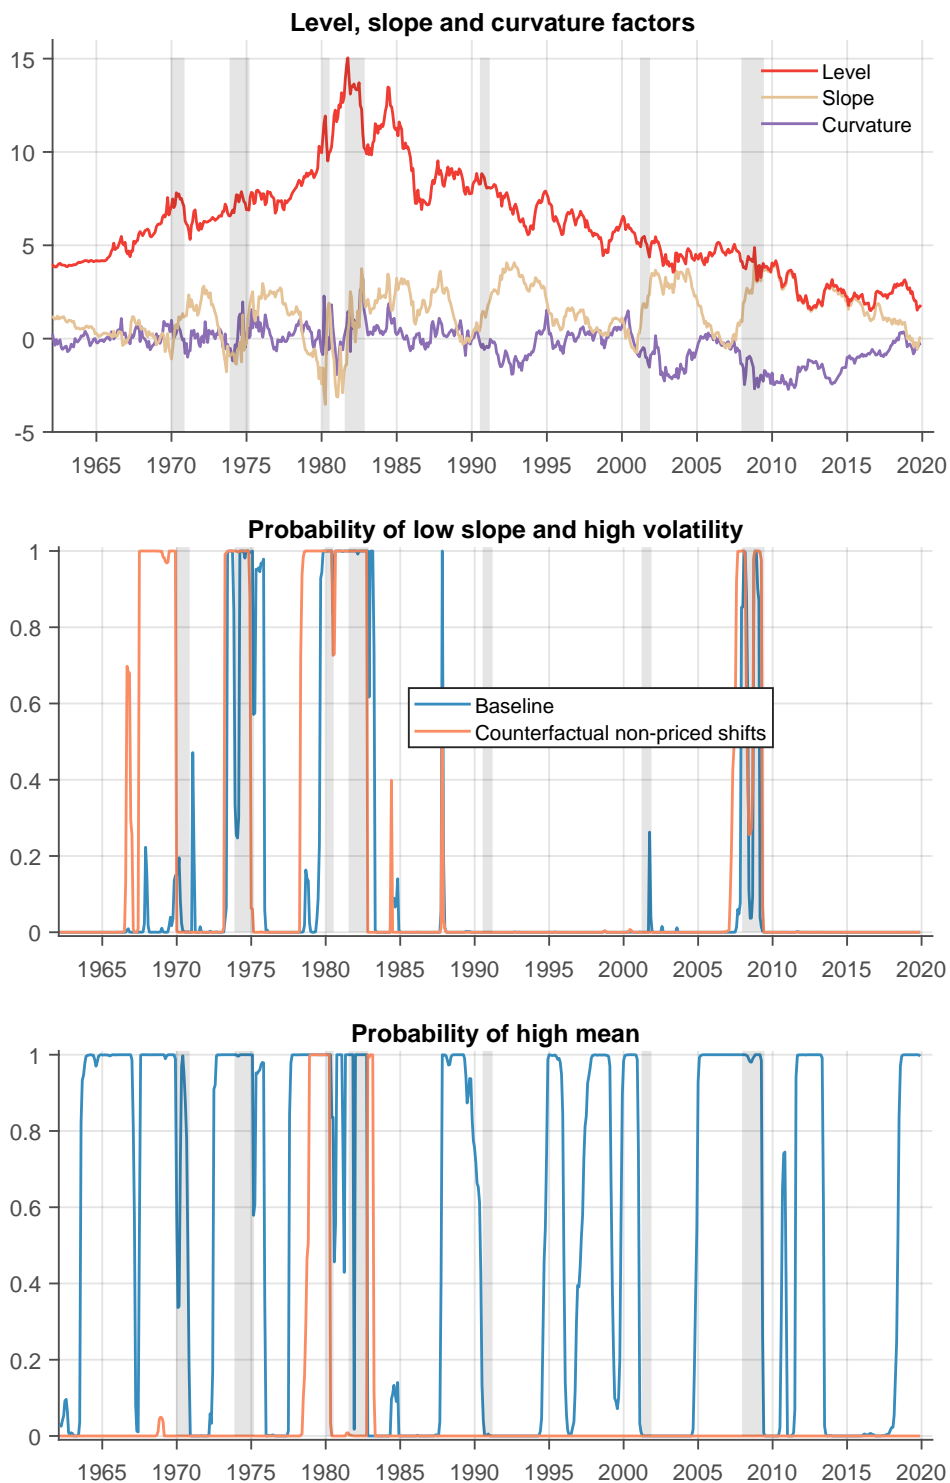 Level, slope and curvature factors
15
10
5
0
-5
Level
Slope
Curvature
1965 1970 1975 1980 1985 1990 1995 2000 2005 2010 2015 2020
Probability of low slope and high volatility
1
0.8
0.6
0.4
0.2
0
Baseline
Counterfactual non-priced shifts
1965 1970 1975 1980 1985 1990 1995 2000 2005 2010 2015 2020
Probability of high mean
1
0.8
0.6
0.4
0.2
0
1965 1970 1975 1980 1985 1990 1995 2000 2005 2010 2015 2020